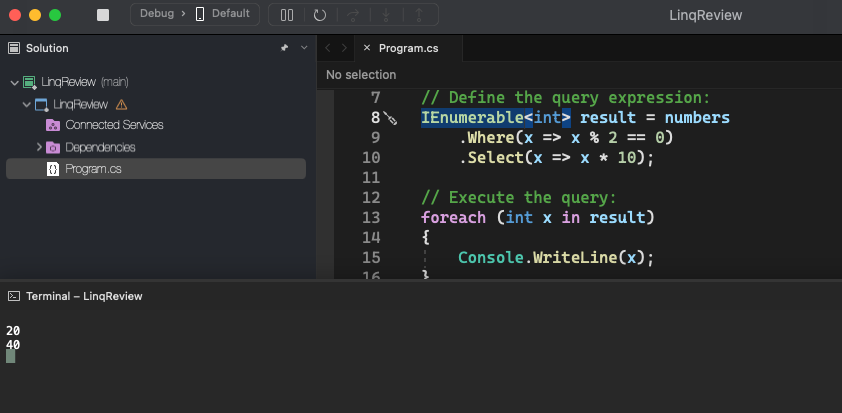 Debug > Default
LinqReview
Solution
Program.cs
LinqReview (main)
No selection
LinqReview
Connected Services
Dependencies
Program.cs
7 // Define the query expression:
8 IEnumerable<int> result = numbers
9 .Where(x => x % 2 == 0)
10 .Select(x => x * 10);
11
12 // Execute the query:
13 foreach (int x in result)
14 {
15 Console.WriteLine(x);
16 }
Terminal – LinqReview
20
40